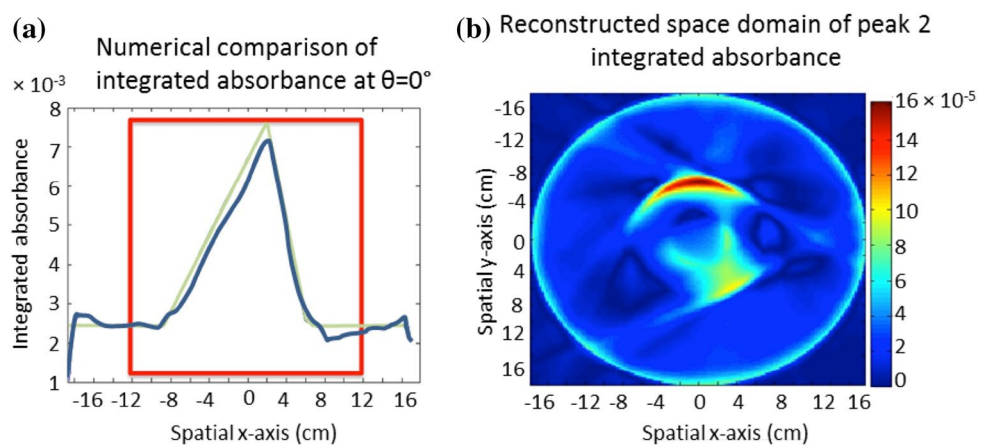 (a)
Numerical comparison of
integrated absorbance at θ=0°
× 10-3
8
7
6
5
4
3
2
1
Integrated absorbance
-16 -12 -8 -4 0 4 8 12 16
Spatial x-axis (cm)
(b) Reconstructed space domain of peak 2
integrated absorbance
-16
-12
-8
-4
0
4
8
12
16
Spatial y-axis (cm)
-16 -12 -8 -4 0 4 8 12 16
Spatial x-axis (cm)
16 × 10-5
14
12
10
8
6
4
2
0